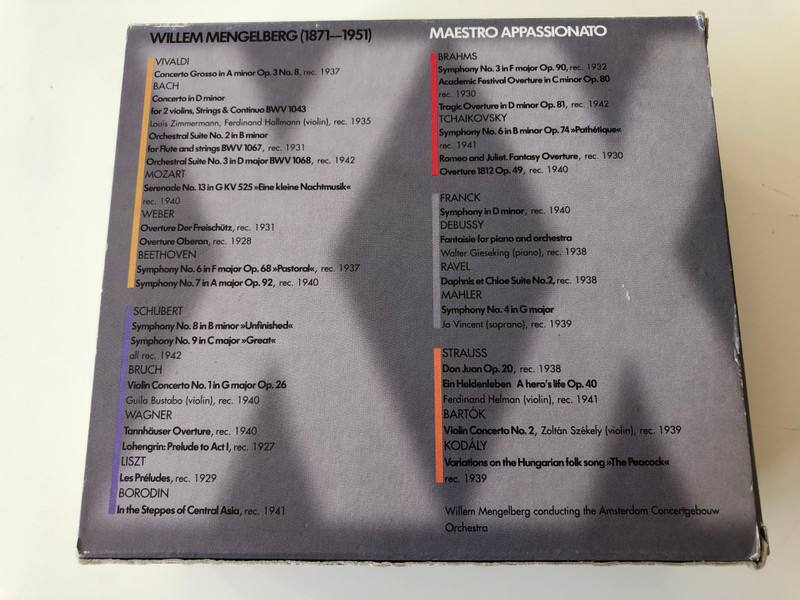 WILLEM MENGELBERG (1871—1951)
VIVALDI
Concerto Grosso in A minor Op. 3 No. 8, rec. 1937
BACH
Concerto in D minor
for 2 violins, Strings & Continuo BWV 1043
Louis Zimmermann, Ferdinand Hallmann (violin), rec. 1935
Orchestral Suite No. 2 in B minor
for Flute and strings BWV 1067, rec. 1931
Orchestral Suite No. 3 in D major BWV 1068, rec. 1942
MOZART
Serenade No. 13 in G KV 525 »Eine kleine Nachtmusik«
rec. 1940
WEBER
Overture Der Freischütz, rec. 1931
Overture Oberon, rec. 1928
BEETHOVEN
Symphony No. 6 in F major Op. 68 »Pastoral«, rec. 1937
Symphony No. 7 in A major Op. 92, rec. 1940
SCHUBERT
Symphony No. 8 in B minor »Unfinished«
Symphony No. 9 in C major »Great«
all rec. 1942
BRUCH
Violin Concerto No. 1 in G major Op. 26
Guila Bustabo (violin), rec. 1940
WAGNER
Tannhäuser Overture, rec. 1940
Lohengrin: Prelude to Act I, rec. 1927
LISZT
Les Préludes, rec. 1929
BORODIN
In the Steppes of Central Asia, rec. 1941
MAESTRO APPASSIONATO
BRAHMS
Symphony No. 3 in F major Op. 90, rec. 1932
Academic Festival Overture in C minor Op. 80
rec. 1930
Tragic Overture in D minor Op. 81, rec. 1942
TCHAIKOVSKY
Symphony No. 6 in B minor Op. 74 »Pathétique«
rec. 1941
Romeo and Juliet. Fantasy Overture, rec. 1930
Overture 1812 Op. 49, rec. 1940
FRANCK
Symphony in D minor, rec. 1940
DEBUSSY
Fantaisie for piano and orchestra
Walter Gieseking (piano), rec. 1938
RAVEL
Daphnis et Chloe Suite No. 2, rec. 1938
MAHLER
Symphony No. 4 in G major
Jo Vincent (soprano), rec. 1939
STRAUSS
Don Juan Op. 20, rec. 1938
Ein Heldenleben A hero's life Op. 40
Ferdinand Helman (violin), rec. 1941
BARTÓK
Violin Concerto No. 2, Zoltán Székely (violin), rec. 1939
KODÁLY
Variations on the Hungarian folk song »The Peacock«
rec. 1939
Willem Mengelberg conducting the Amsterdam Concertgebouw
Orchestra